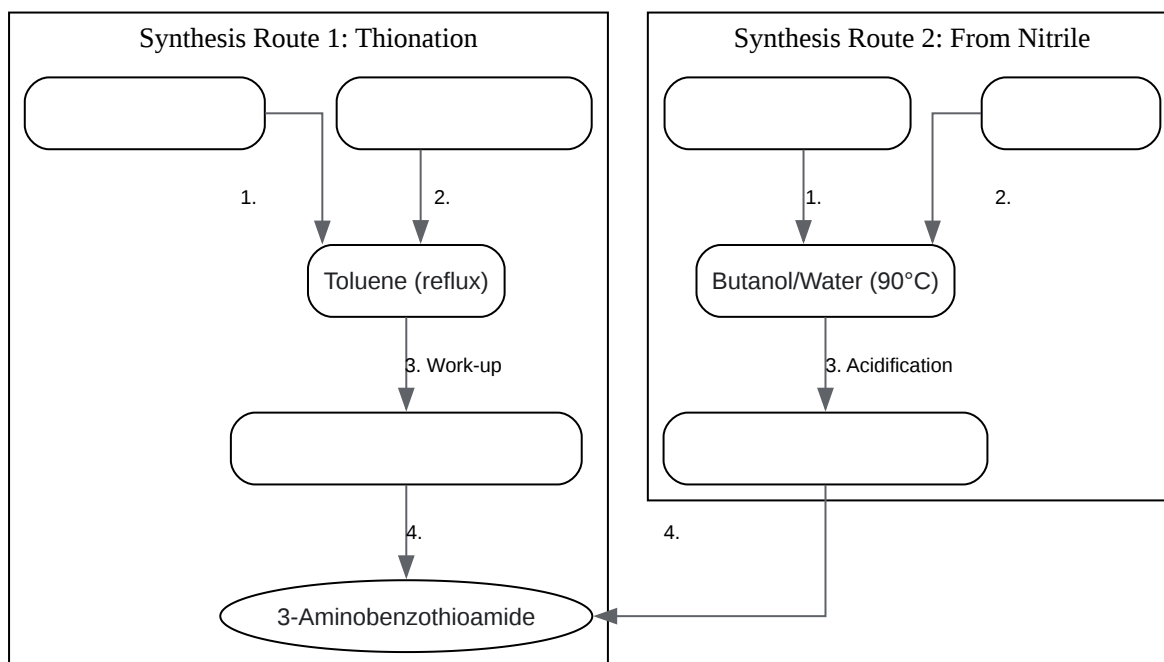 Synthesis Route 1: Thionation
1.
2.
Toluene (reflux)
3. Work-up
4.
3-Aminobenzothioamide
Synthesis Route 2: From Nitrile
1.
2.
Butanol/Water (90°C)
3. Acidification
4.